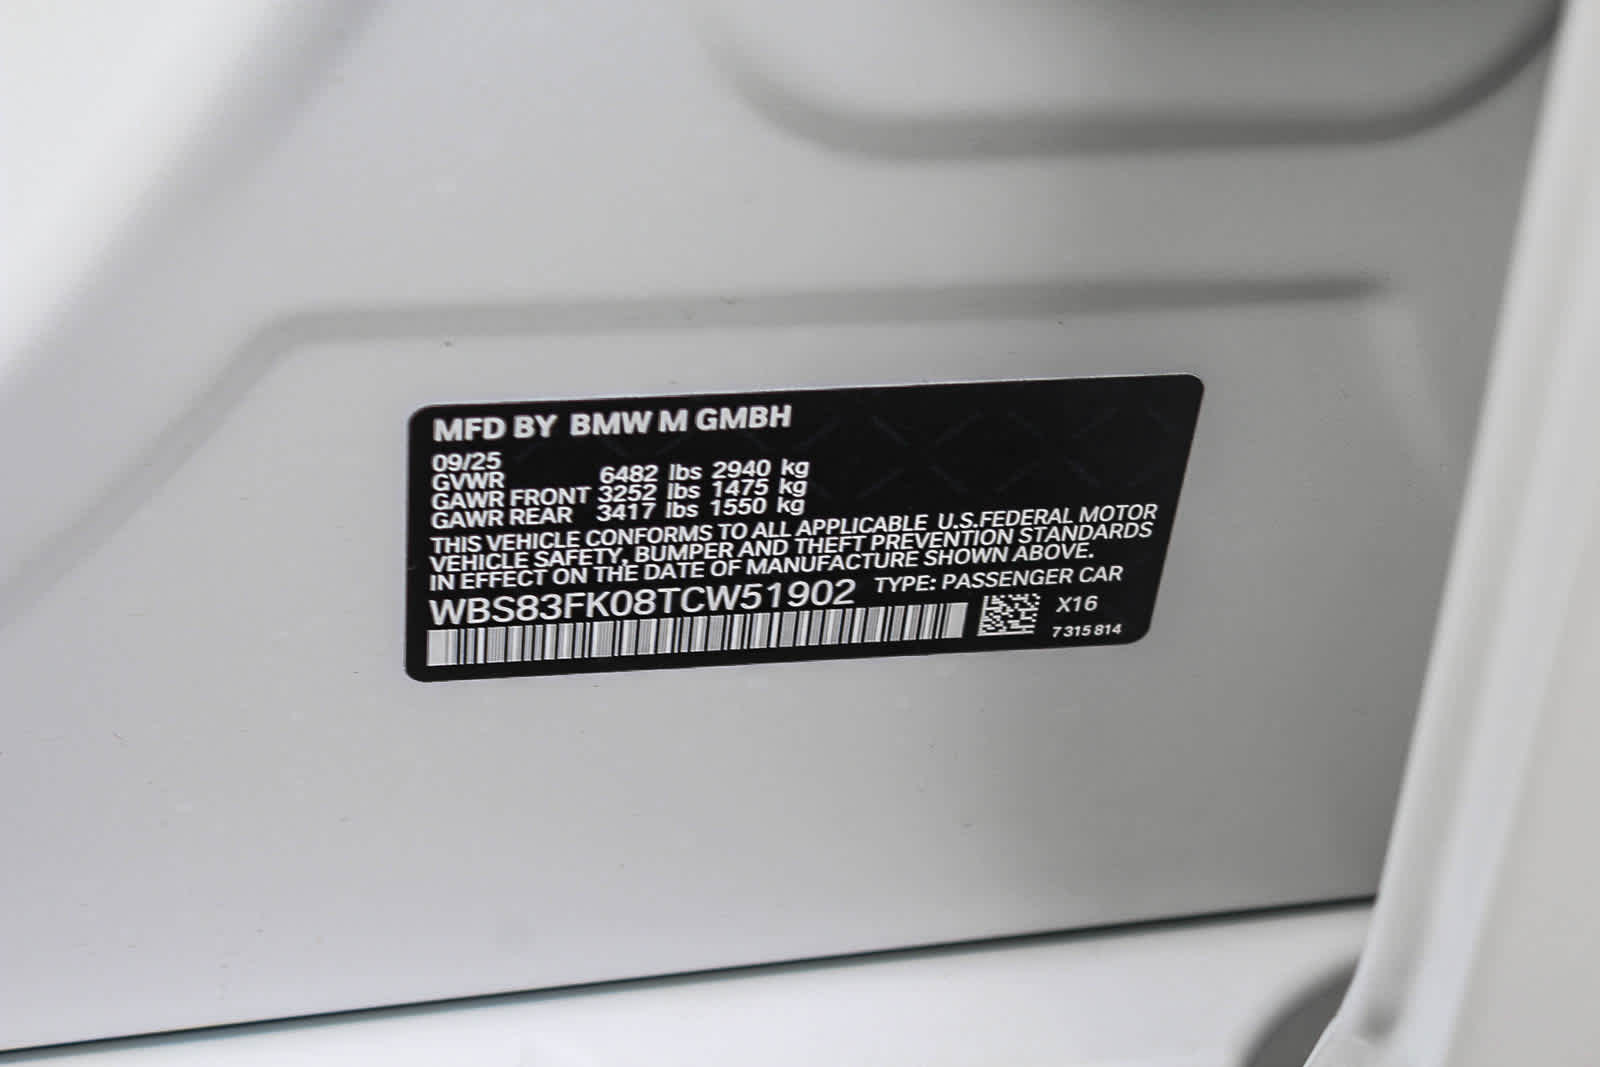 MFD BY BMW M GMBH
09/25
GVWR 6482 lbs 2940 kg
GAWR FRONT 3252 lbs 1475 kg
GAWR REAR 3417 lbs 1550 kg
THIS VEHICLE CONFORMS TO ALL APPLICABLE U.S.FEDERAL MOTOR
VEHICLE SAFETY, BUMPER AND THEFT PREVENTION STANDARDS
IN EFFECT ON THE DATE OF MANUFACTURE SHOWN ABOVE.
WBS83FK08TCW51902 TYPE: PASSENGER CAR
X16
7 315 814